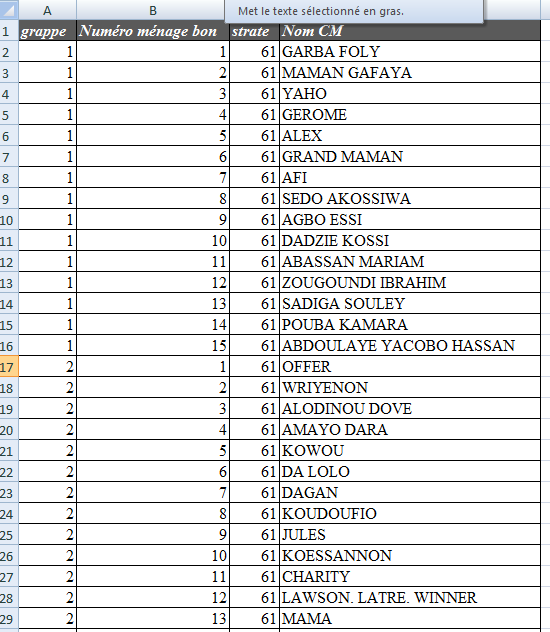 Met le texte sélectionné en gras.
A B
1 grappe Numéro ménage bon strate Nom CM
2 1 1 61 GARBA FOLY
3 1 2 61 MAMAN GAFAYA
4 1 3 61 YAHO
5 1 4 61 GEROME
6 1 5 61 ALEX
7 1 6 61 GRAND MAMAN
8 1 7 61 AFI
9 1 8 61 SEDO AKOSSIWA
10 1 9 61 AGBO ESSI
11 1 10 61 DADZIE KOSSI
12 1 11 61 ABASSAN MARIAM
13 1 12 61 ZOUGOUNDI IBRAHIM
14 1 13 61 SADIGA SOULEY
15 1 14 61 POUBA KAMARA
16 1 15 61 ABDOULAYE YACOBO HASSAN
17 2 1 61 OFFER
18 2 2 61 WRIYENON
19 2 3 61 ALODINOU DOVE
20 2 4 61 AMAYO DARA
21 2 5 61 KOWOU
22 2 6 61 DA LOLO
23 2 7 61 DAGAN
24 2 8 61 KOUDOUFIO
25 2 9 61 JULES
26 2 10 61 KOESSANNON
27 2 11 61 CHARITY
28 2 12 61 LAWSON. LATRE. WINNER
29 2 13 61 MAMA